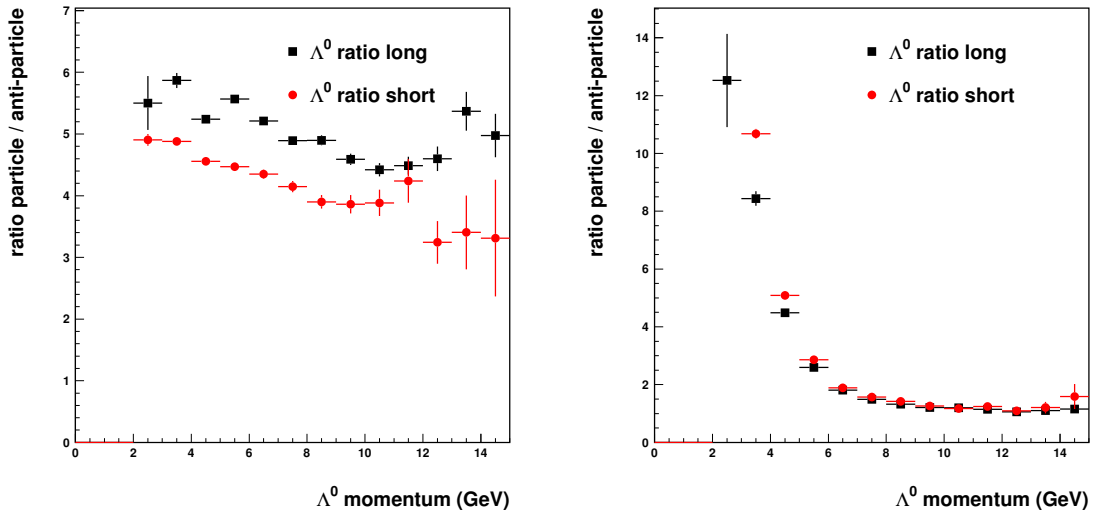 ratio particle / anti-particle
7
6
5
4
3
2
1
0
Λ⁰ ratio long
Λ⁰ ratio short
0 2 4 6 8 10 12 14
Λ⁰ momentum (GeV)
ratio particle / anti-particle
14
12
10
8
6
4
2
0
Λ⁰ ratio long
Λ⁰ ratio short
0 2 4 6 8 10 12 14
Λ⁰ momentum (GeV)